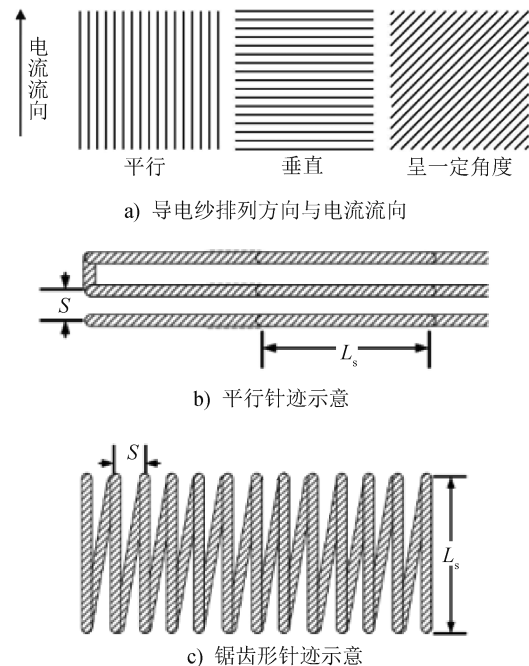 电流流向
平行
垂直
呈一定角度
a) 导电纱排列方向与电流流向
S
Ls
b) 平行针迹示意
S
Ls
c) 锯齿形针迹示意